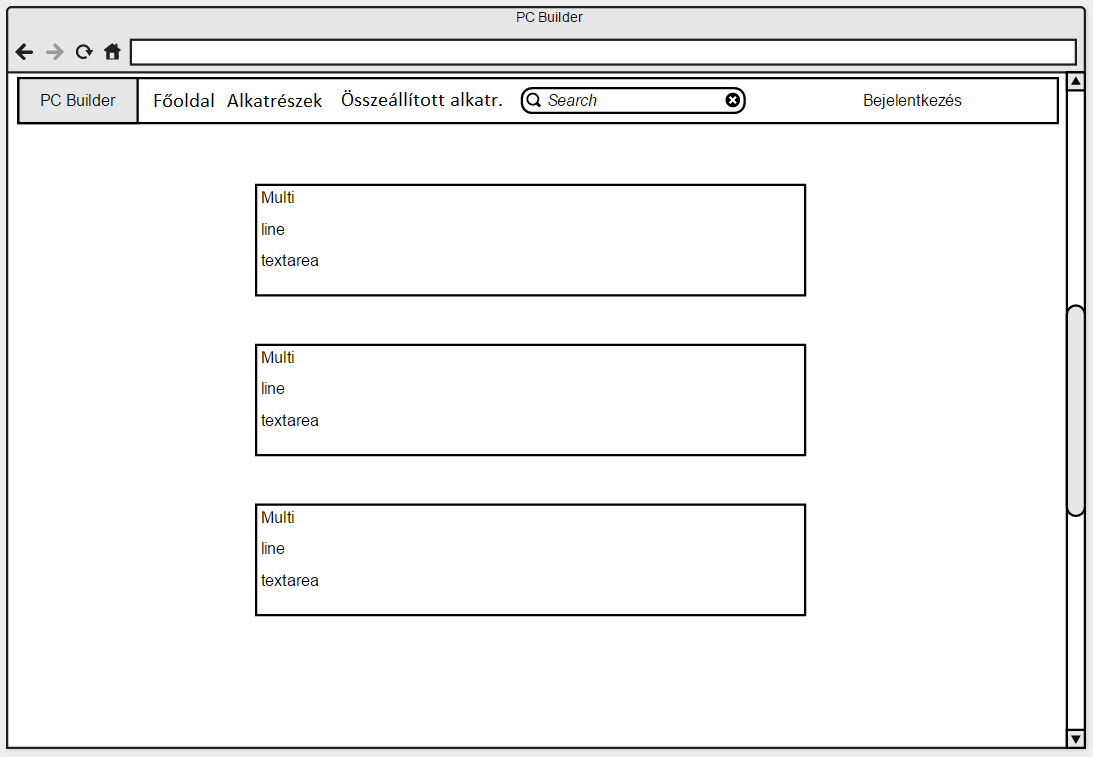 PC Builder
PC Builder Főoldal Alkatrészek Összeállított alkatr. Search Bejelentkezés
Multi
line
textarea
Multi
line
textarea
Multi
line
textarea